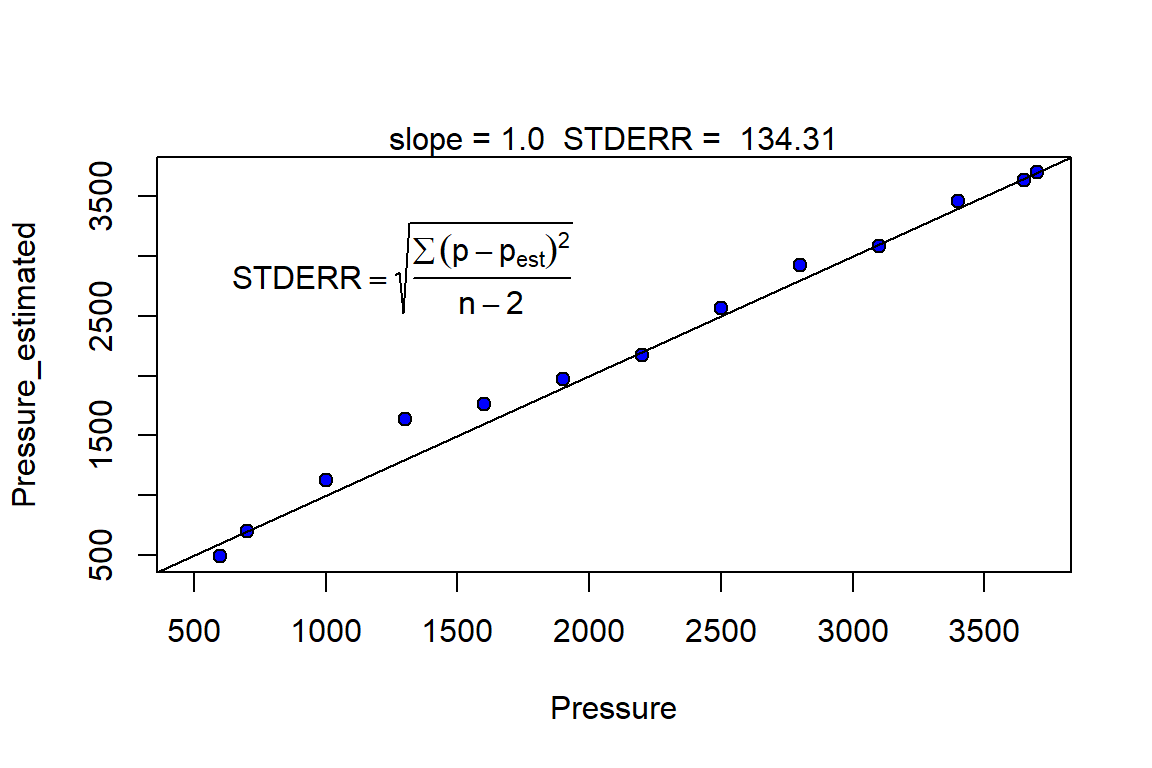 slope = 1.0  STDERR =  134.31
STDERR = √(∑(p − pest)² / (n − 2))
Pressure_estimated
3500
2500
1500
500
500 1000 1500 2000 2500 3000 3500
Pressure